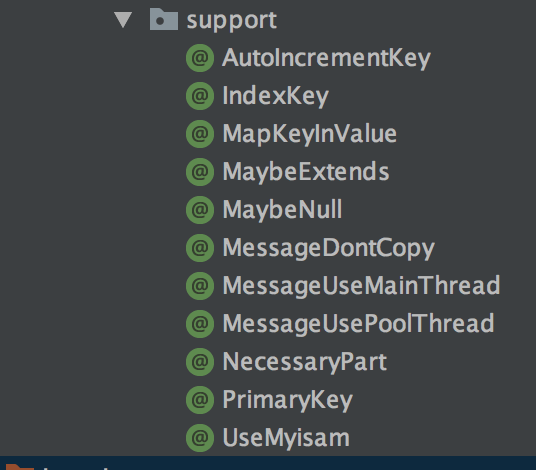 support
@ AutoIncrementKey
@ IndexKey
@ MapKeyInValue
@ MaybeExtends
@ MaybeNull
@ MessageDontCopy
@ MessageUseMainThread
@ MessageUsePoolThread
@ NecessaryPart
@ PrimaryKey
@ UseMyisam